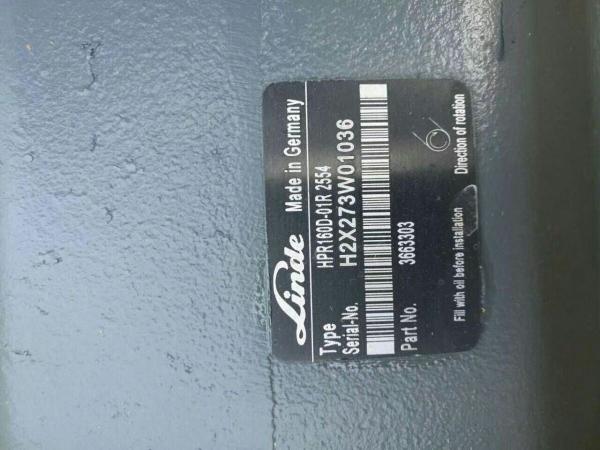 Linde Made in Germany
Type HPR160D-01R 2554
Serial-No. H2X273W01036
Part No. 3663303
Fill with oil before installation Direction of rotation